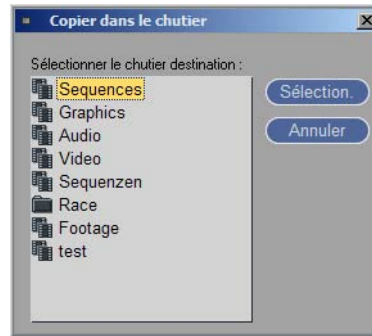 Copier dans le chutier
Sélectionner le chutier destination :
Sequences
Graphics
Audio
Video
Sequenzen
Race
Footage
test
Sélection.
Annuler